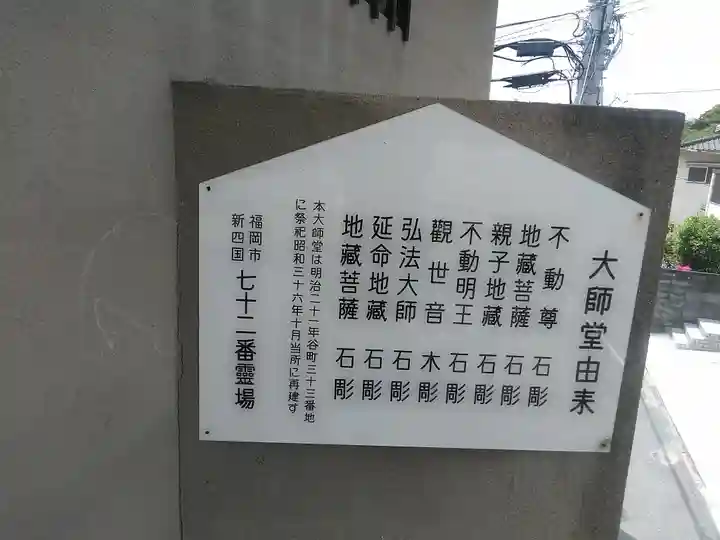 大師堂由来
不動尊 石彫
地蔵菩薩 石彫
親子地蔵 石彫
不動明王 石彫
觀世音 木彫
弘法大師 石彫
延命地蔵 石彫
地蔵菩薩 石彫
本大師堂は明治二十一年谷町三十三番地
に祭祀昭和三十六年十月当所に再建す
福岡市
新四国 七十二番靈場